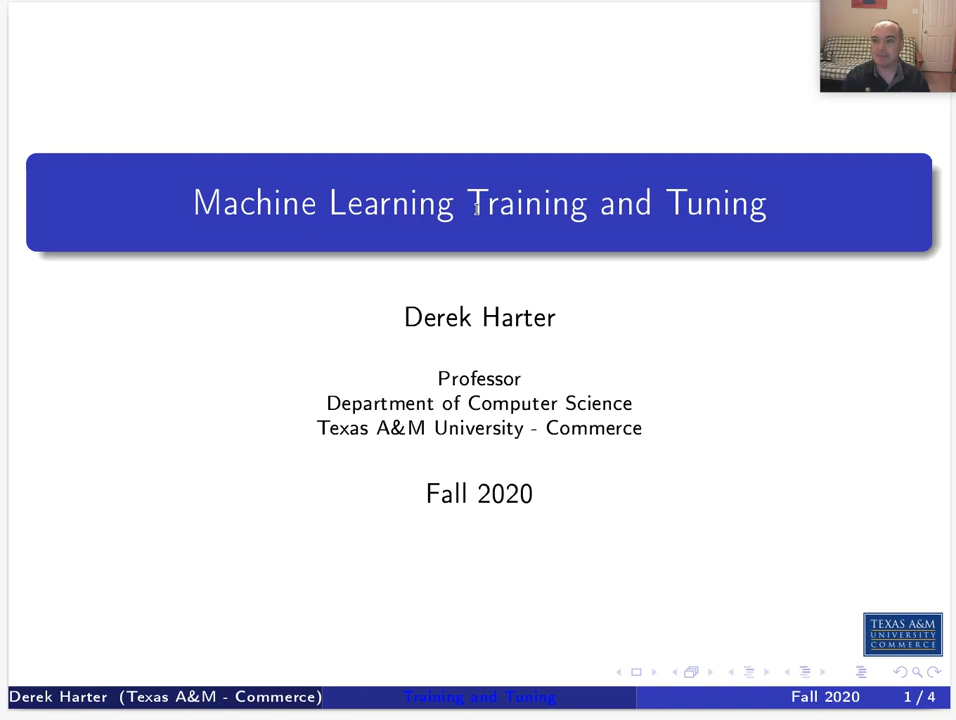 Machine Learning Training and Tuning
Derek Harter
Professor
Department of Computer Science
Texas A&M University - Commerce
Fall 2020
TEXAS A&M
UNIVERSITY
COMMERCE
Derek Harter (Texas A&M - Commerce) Training and Tuning Fall 2020 1 / 4